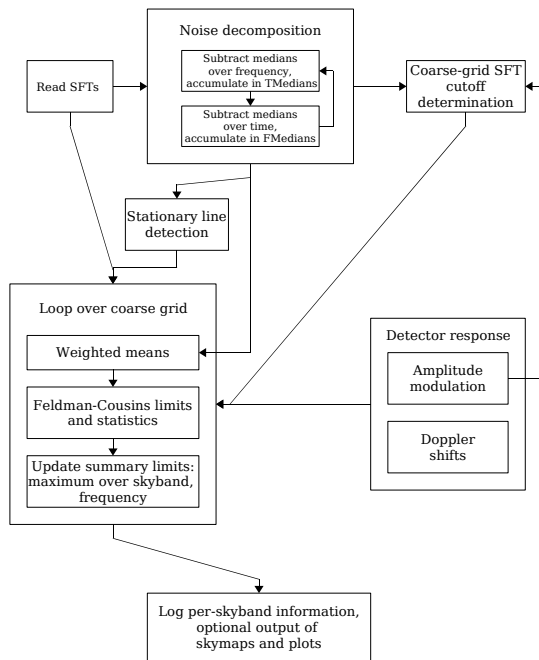 Noise decomposition
Read SFTs
Subtract medians
over frequency,
accumulate in TMedians
Subtract medians
over time,
accumulate in FMedians
Coarse-grid SFT
cutoff
determination
Stationary line
detection
Loop over coarse grid
Weighted means
Feldman-Cousins limits
and statistics
Update summary limits:
maximum over skyband,
frequency
Detector response
Amplitude
modulation
Doppler
shifts
Log per-skyband information,
optional output of
skymaps and plots